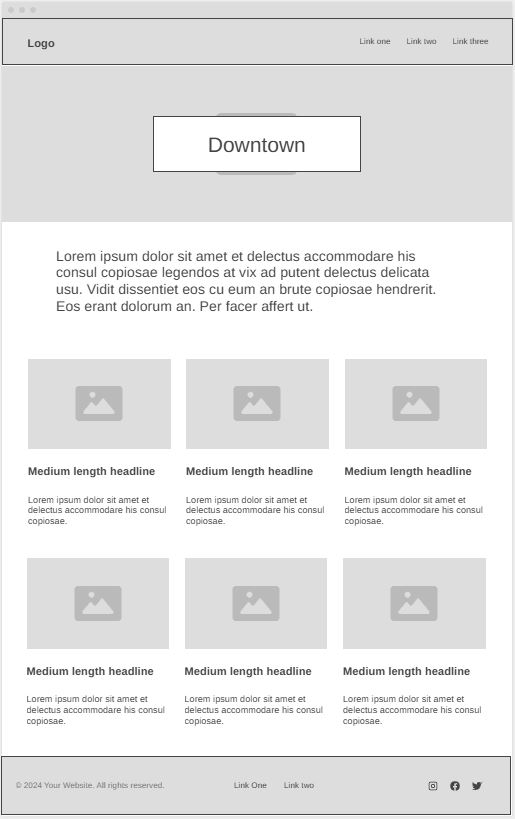 Logo
Link one Link two Link three
Downtown
Lorem ipsum dolor sit amet et delectus accommodare his
consul copiosae legendos at vix ad putent delectus delicata
usu. Vidit dissentiet eos cu eum an brute copiosae hendrerit.
Eos erant dolorum an. Per facer affert ut.
Medium length headline
Lorem ipsum dolor sit amet et
delectus accommodare his consul
copiosae.
Medium length headline
Lorem ipsum dolor sit amet et
delectus accommodare his consul
copiosae.
Medium length headline
Lorem ipsum dolor sit amet et
delectus accommodare his consul
copiosae.
Medium length headline
Lorem ipsum dolor sit amet et
delectus accommodare his consul
copiosae.
Medium length headline
Lorem ipsum dolor sit amet et
delectus accommodare his consul
copiosae.
Medium length headline
Lorem ipsum dolor sit amet et
delectus accommodare his consul
copiosae.
© 2024 Your Website. All rights reserved. Link One Link two